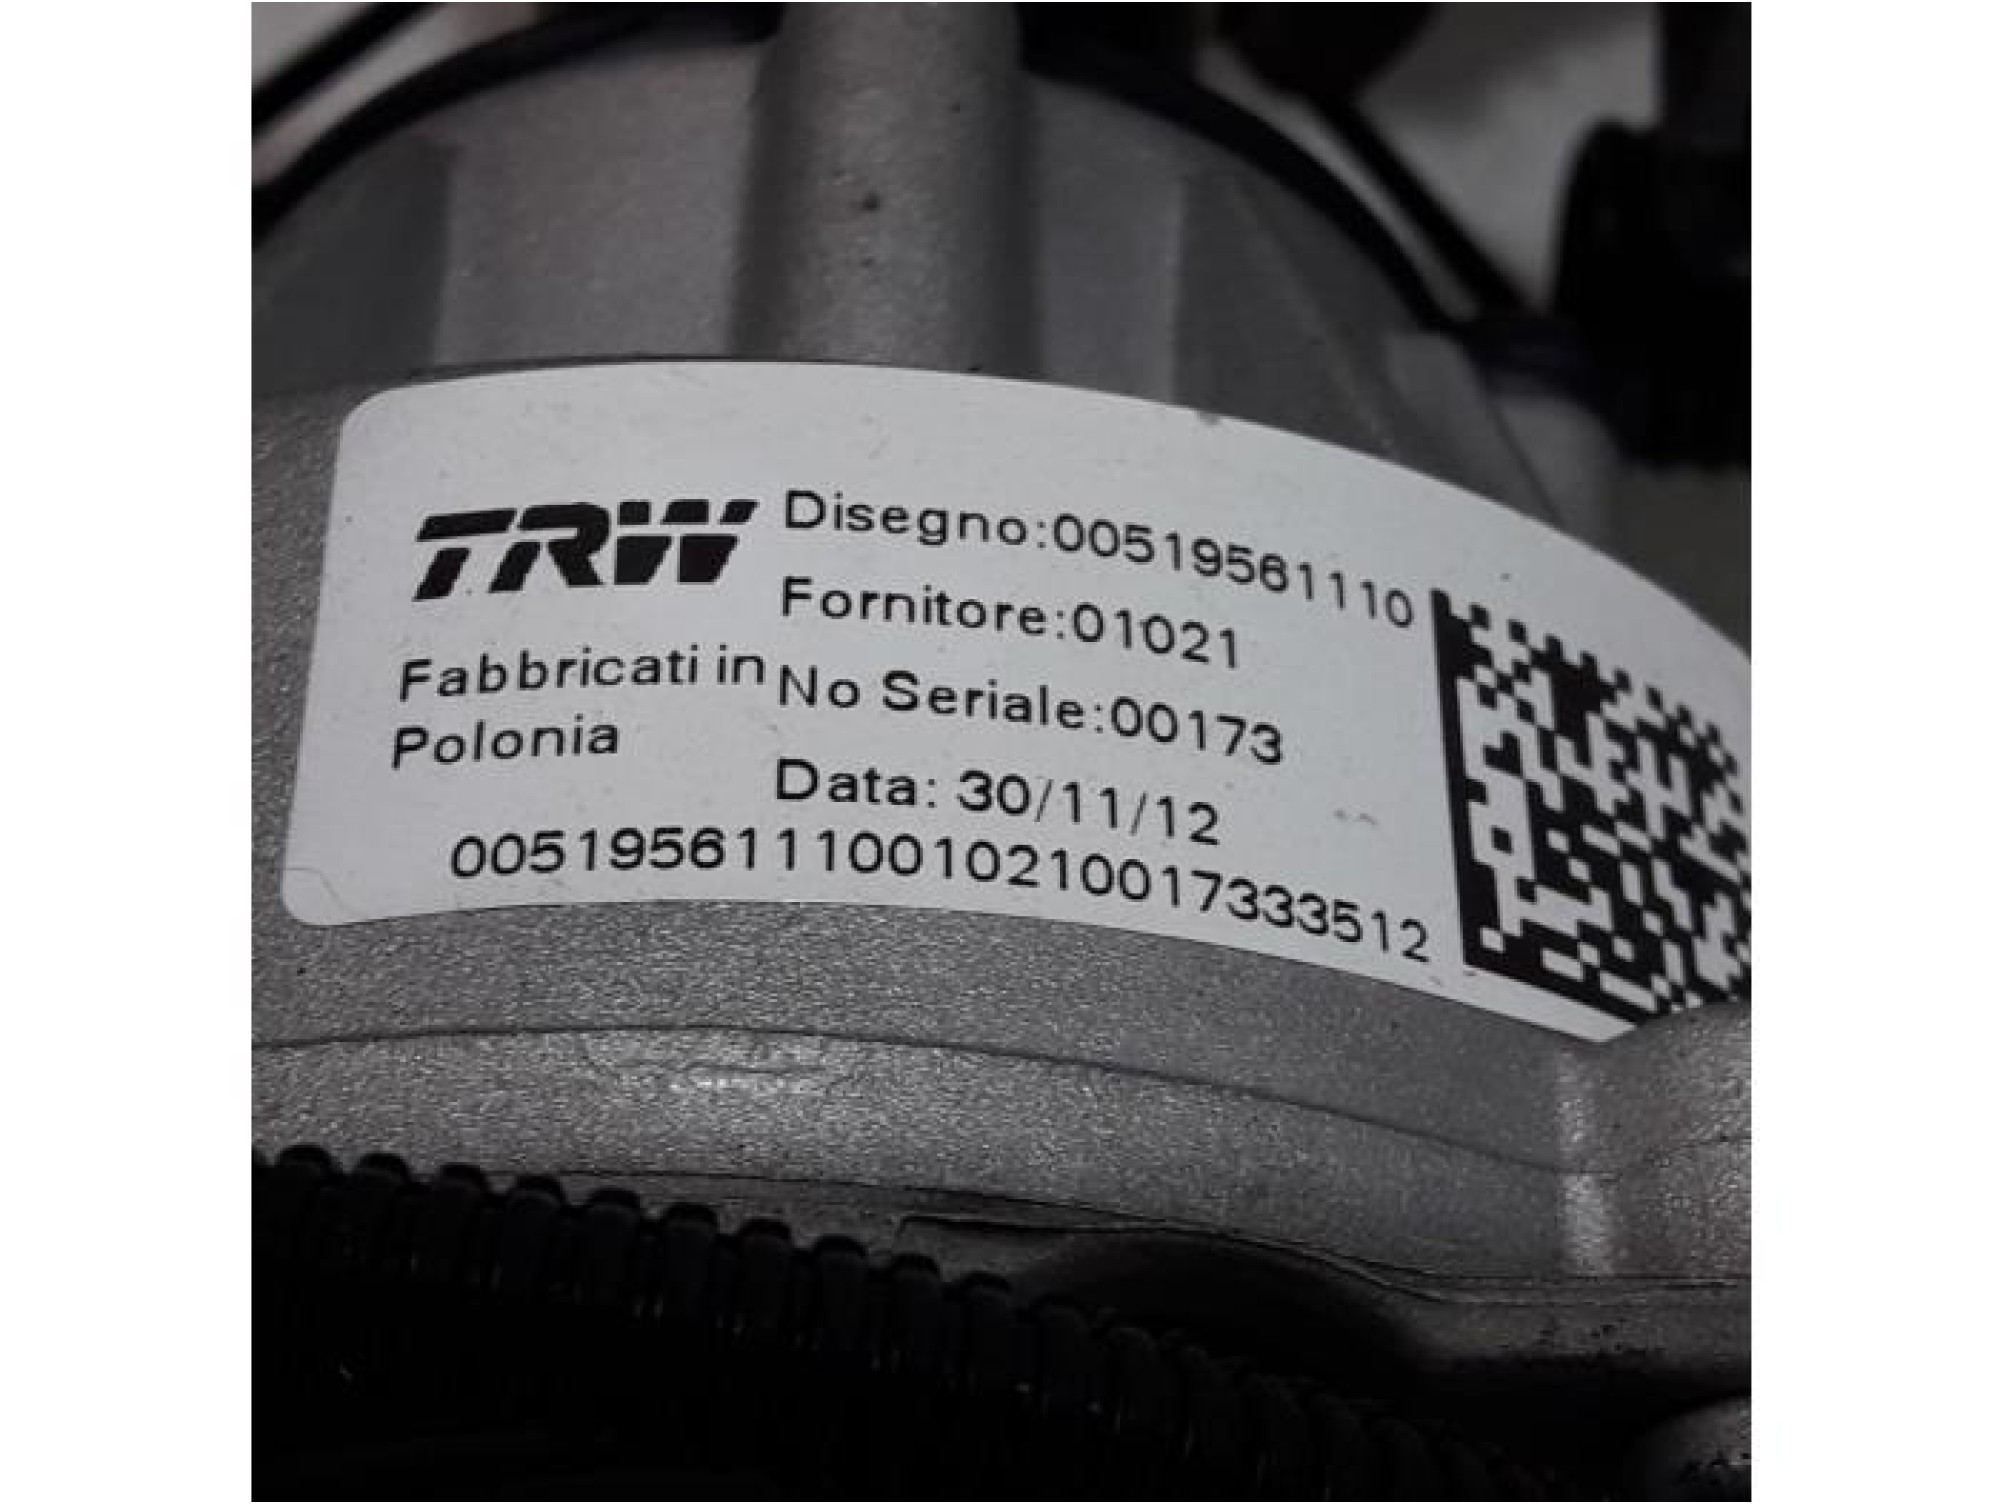 TRW
Fabbricati in
Polonia
Disegno:00519561110
Fornitore:01021
No Seriale:00173
Data: 30/11/12
00519561110010210017333512